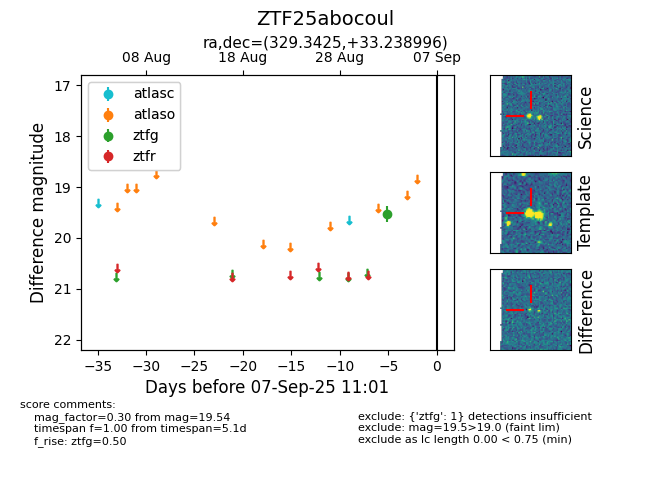 ZTF25abocoul
ra,dec=(329.3425,+33.238996)
08 Aug 18 Aug 28 Aug 07 Sep
atlasc
atlaso
ztfg
ztfr
17
18
19
20
21
22
Difference magnitude
−35 −30 −25 −20 −15 −10 −5 0
Days before 07-Sep-25 11:01
Science
Template
Difference
score comments:
mag_factor=0.30 from mag=19.54
timespan f=1.00 from timespan=5.1d
f_rise: ztfg=0.50
exclude: {'ztfg': 1} detections insufficient
exclude: mag=19.5>19.0 (faint lim)
exclude as lc length 0.00 < 0.75 (min)